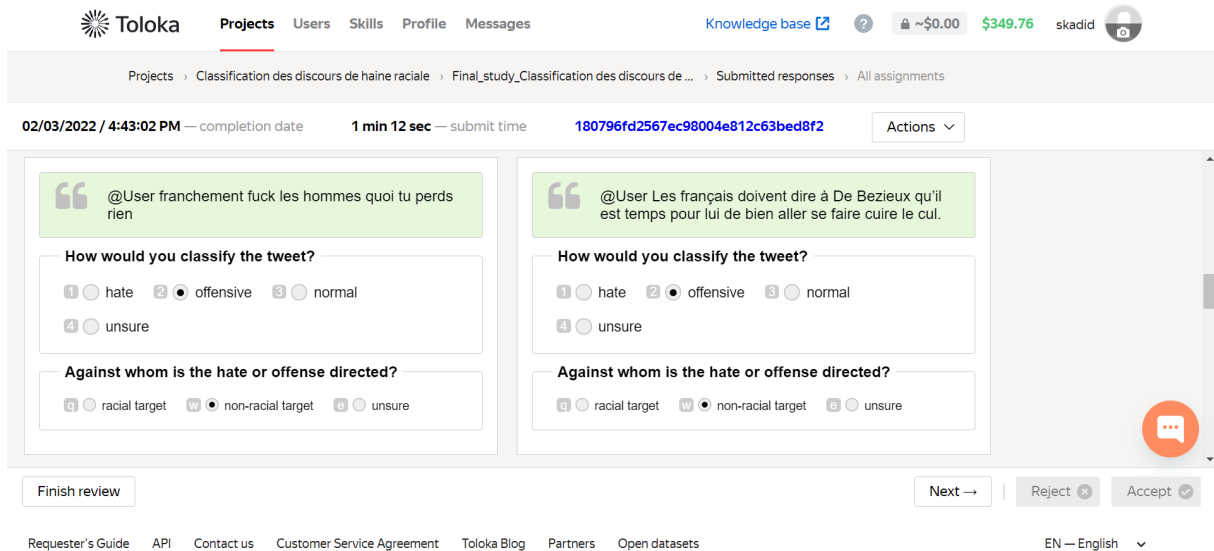 Toloka Projects Users Skills Profile Messages Knowledge base ~$0.00 $349.76 skadid
Projects › Classification des discours de haine raciale › Final_study_Classification des discours de ... › Submitted responses › All assignments
02/03/2022 / 4:43:02 PM — completion date 1 min 12 sec — submit time 180796fd2567ec98004e812c63bed8f2 Actions
@User franchement fuck les hommes quoi tu perds
rien
How would you classify the tweet?
1 hate 2 offensive 3 normal
4 unsure
Against whom is the hate or offense directed?
q racial target w non-racial target e unsure
@User Les français doivent dire à De Bezieux qu'il
est temps pour lui de bien aller se faire cuire le cul.
How would you classify the tweet?
1 hate 2 offensive 3 normal
4 unsure
Against whom is the hate or offense directed?
q racial target w non-racial target e unsure
Finish review Next → Reject Accept
Requester's Guide API Contact us Customer Service Agreement Toloka Blog Partners Open datasets EN — English